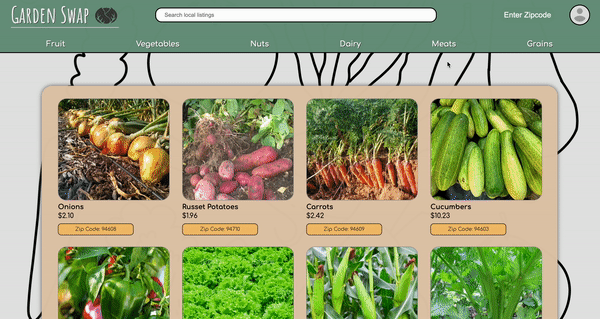 GARDEN SWAP
Search local listings
Enter Zipcode
Fruit Vegetables Nuts Dairy Meats Grains
Onions
$2.10
Zip Code: 94608
Russet Potatoes
$1.96
Zip Code: 94710
Carrots
$2.42
Zip Code: 94609
Cucumbers
$10.23
Zip Code: 94603